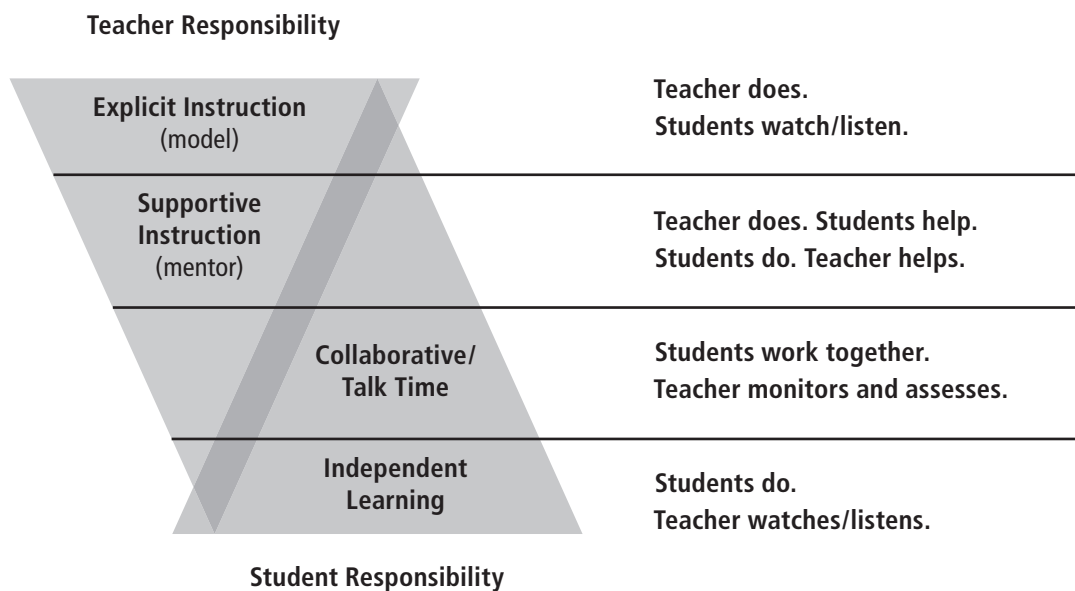 Teacher Responsibility
Explicit Instruction
(model)
Teacher does.
Students watch/listen.
Supportive
Instruction
(mentor)
Teacher does. Students help.
Students do. Teacher helps.
Collaborative/
Talk Time
Students work together.
Teacher monitors and assesses.
Independent
Learning
Students do.
Teacher watches/listens.
Student Responsibility